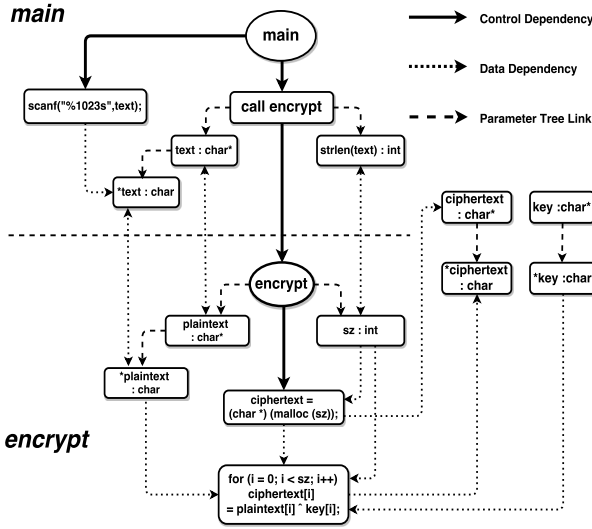 main
main
Control Dependency
Data Dependency
Parameter Tree Link
scanf("%1023s",text);
call encrypt
text : char*
strlen(text) : int
*text : char
ciphertext
: char*
key :char*
*ciphertext
: char
*key :char
encrypt
plaintext
: char*
sz : int
*plaintext
: char
ciphertext =
(char *) (malloc (sz));
encrypt
for (i = 0; i < sz; i++)
ciphertext[i]
= plaintext[i] ˆ key[i];